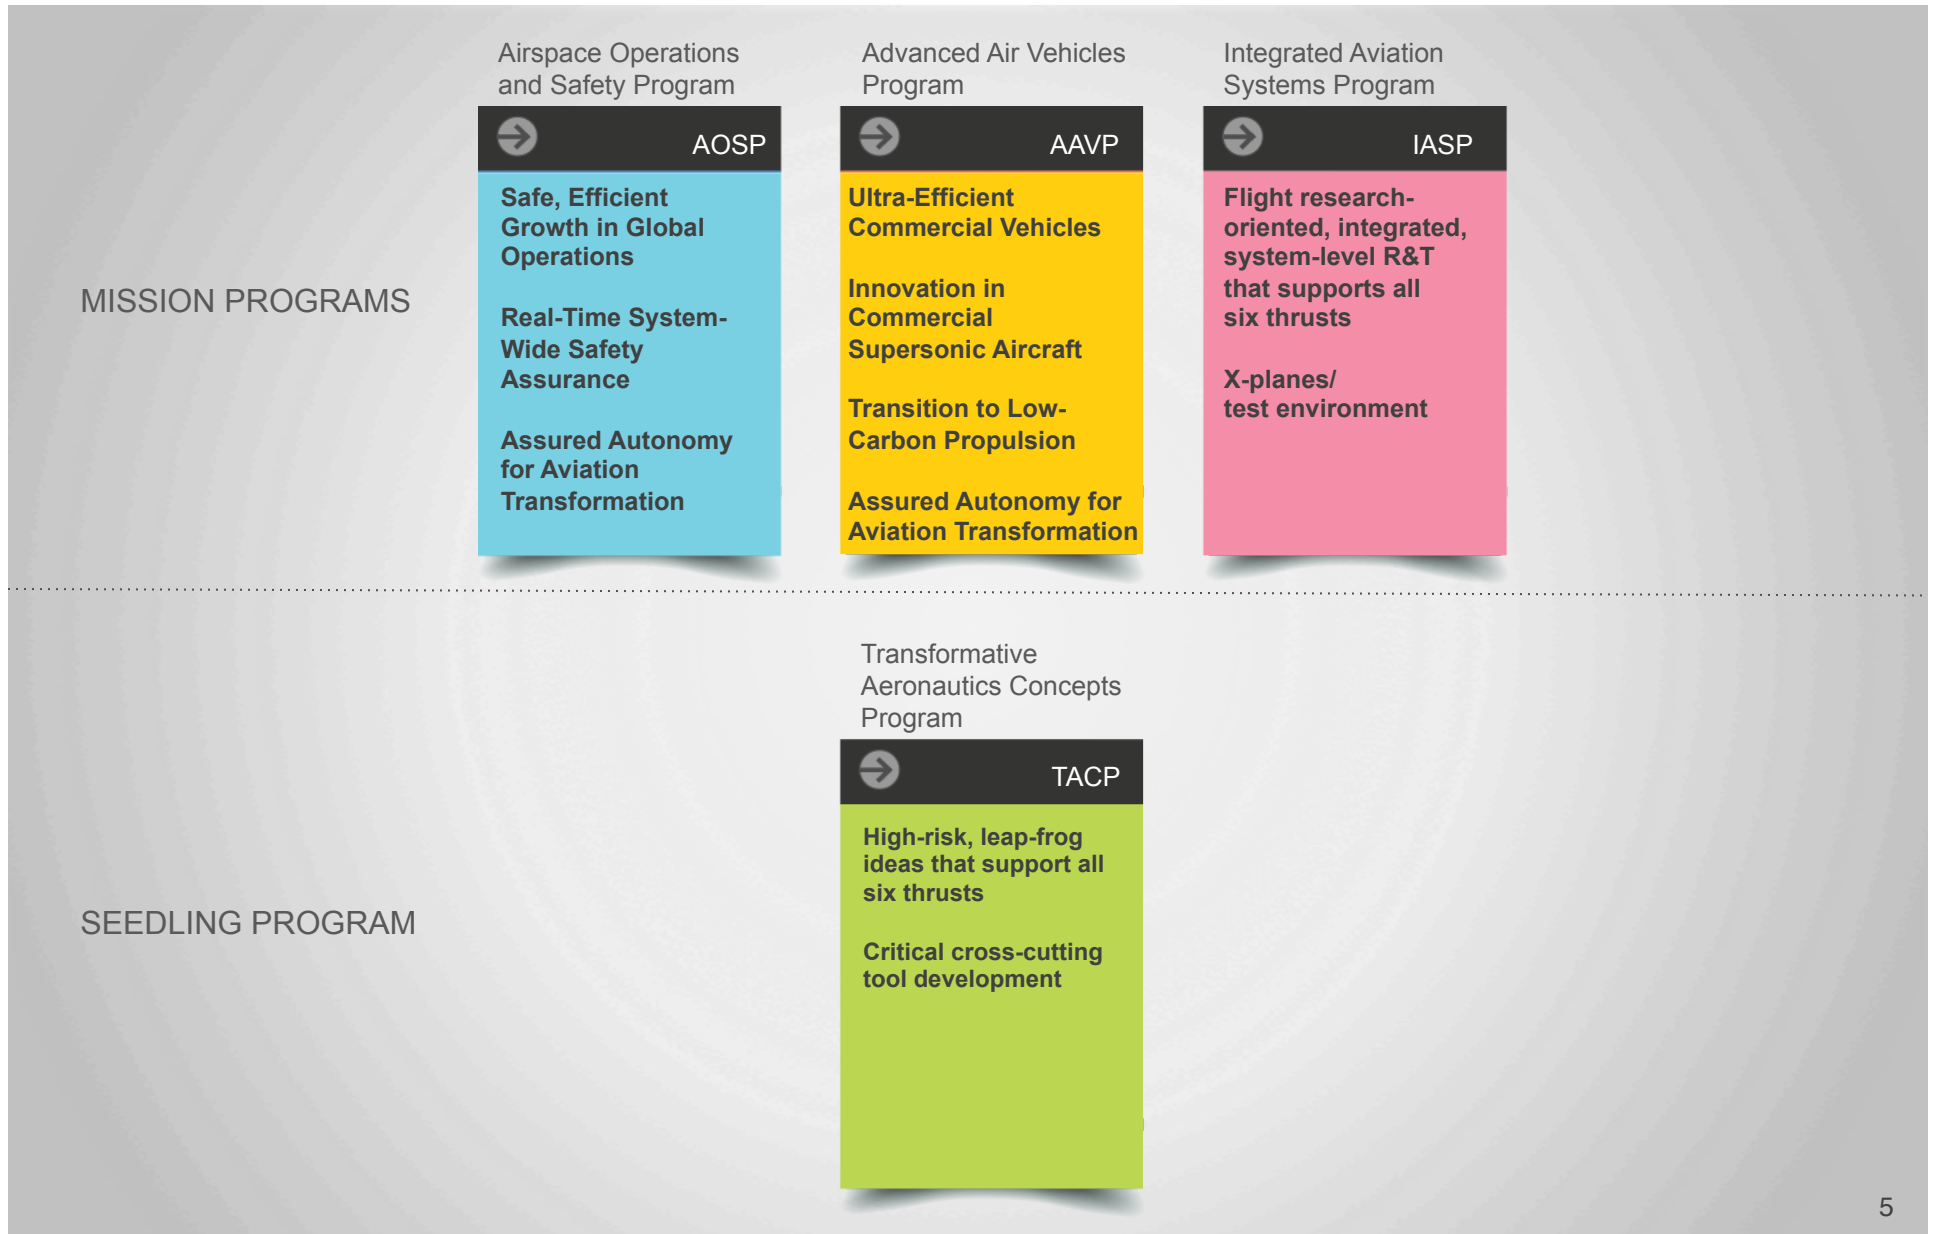 Airspace Operations
and Safety Program
AOSP
Safe, Efficient
Growth in Global
Operations
Real-Time System-
Wide Safety
Assurance
Assured Autonomy
for Aviation
Transformation
Advanced Air Vehicles
Program
AAVP
Ultra-Efficient
Commercial Vehicles
Innovation in
Commercial
Supersonic Aircraft
Transition to Low-
Carbon Propulsion
Assured Autonomy for
Aviation Transformation
Integrated Aviation
Systems Program
IASP
Flight research-
oriented, integrated,
system-level R&T
that supports all
six thrusts
X-planes/
test environment
MISSION PROGRAMS
Transformative
Aeronautics Concepts
Program
TACP
High-risk, leap-frog
ideas that support all
six thrusts
Critical cross-cutting
tool development
SEEDLING PROGRAM
5